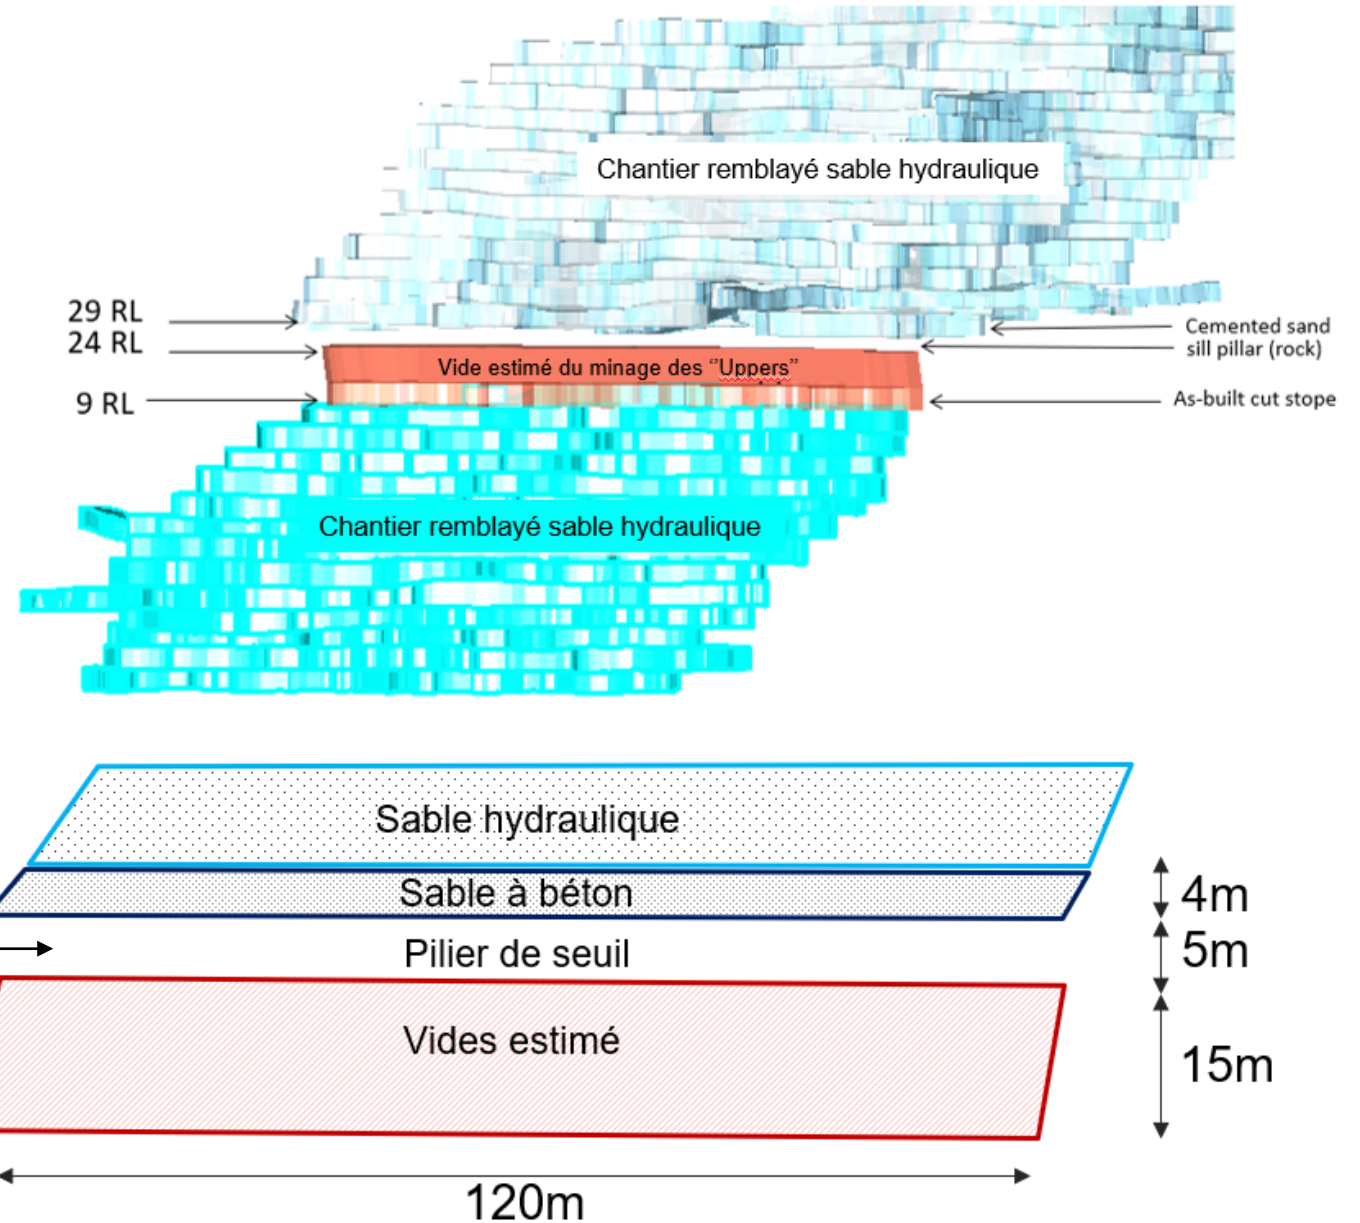 Chantier remblayé sable hydraulique
29 RL
24 RL
Cemented sand
sill pillar (rock)
Vide estimé du minage des ‘’Uppers’’
9 RL
As-built cut stope
Chantier remblayé sable hydraulique
Sable hydraulique
Sable à béton
4m
Pilier de seuil
5m
Vides estimé
15m
120m